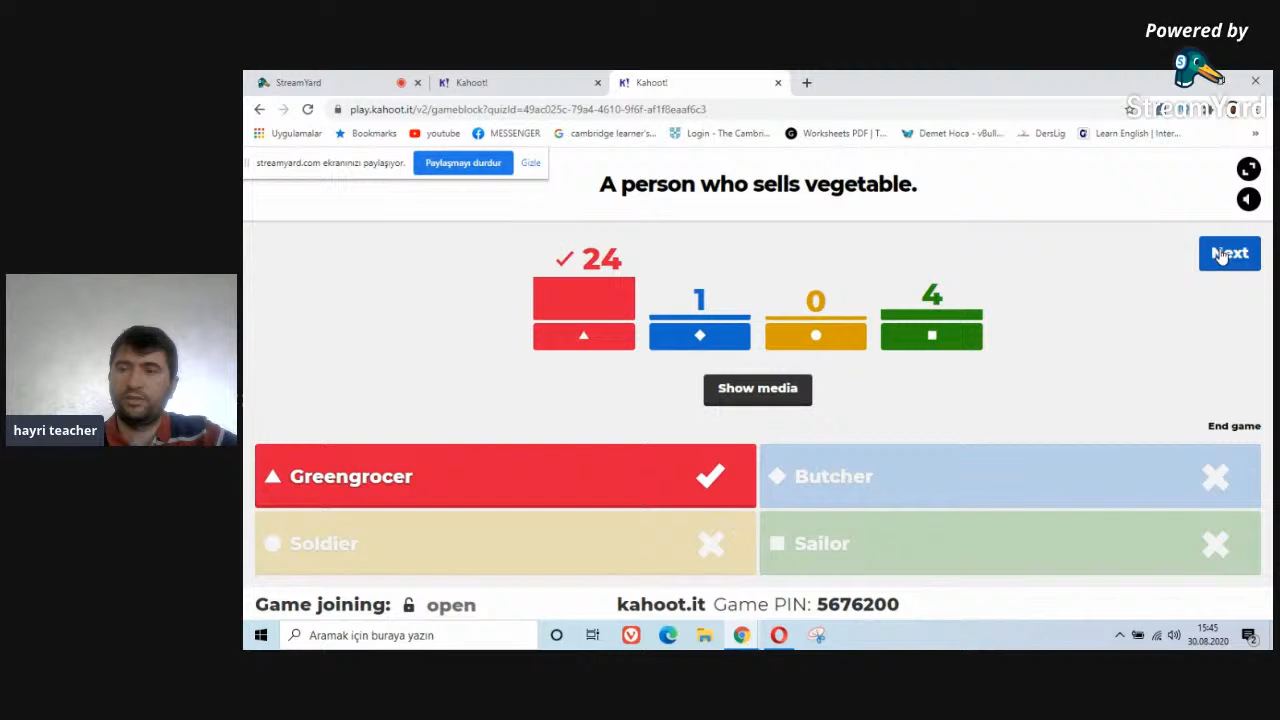 Powered by
StreamYard
StreamYard
Kahoot!
Kahoot!
play.kahoot.it/v2/gameblock?quizId=49ac025c-79a4-4610-9f6f-af1f8eaaf6c3
Uygulamalar
Bookmarks
youtube
MESSENGER
cambridge learner's...
Login - The Cambri...
Worksheets PDF | T...
Demet Hoca - vBull...
DersLig
Learn English | Inter...
streamyard.com ekranınızı paylaşıyor.
Paylaşmayı durdur
Gizle
A person who sells vegetable.
Next
24
1
0
4
Show media
End game
Greengrocer
Butcher
Soldier
Sailor
hayri teacher
Game joining: open
kahoot.it Game PIN: 5676200
Aramak için buraya yazın
15:45
30.08.2020
2